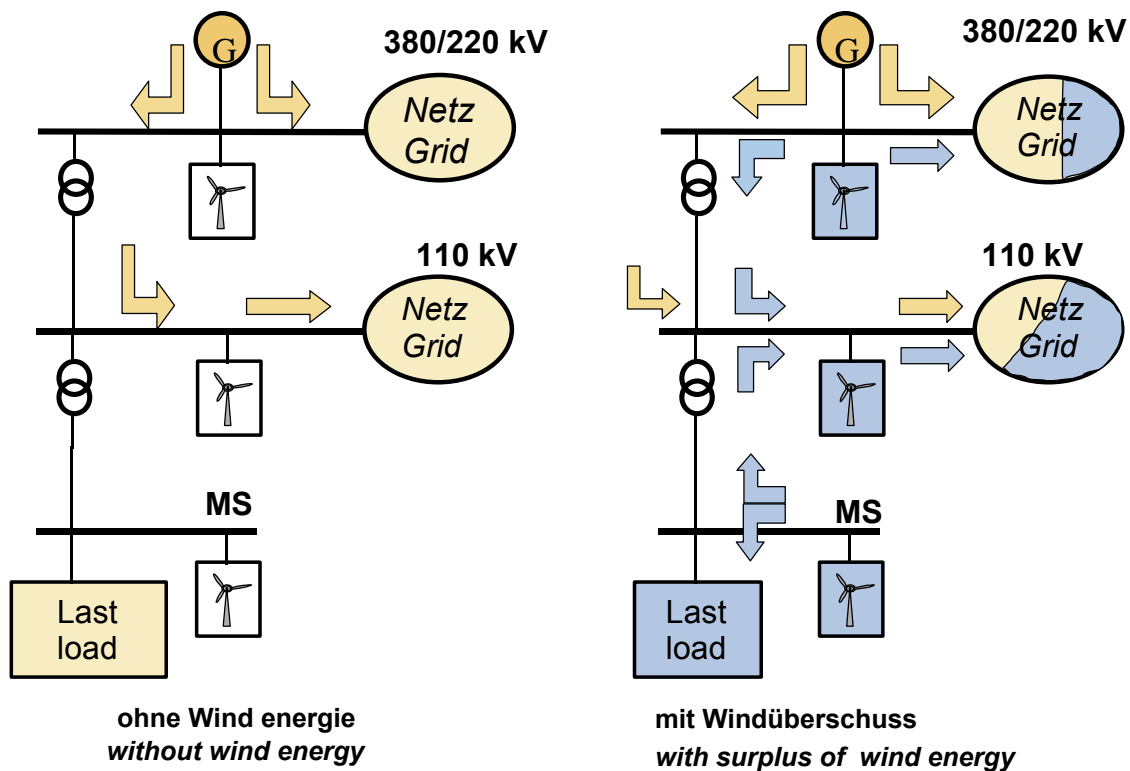 G
380/220 kV
Netz
Grid
110 kV
Netz
Grid
MS
Last
load
ohne Wind energie
without wind energy
G
380/220 kV
Netz
Grid
110 kV
Netz
Grid
MS
Last
load
mit Windüberschuss
with surplus of wind energy